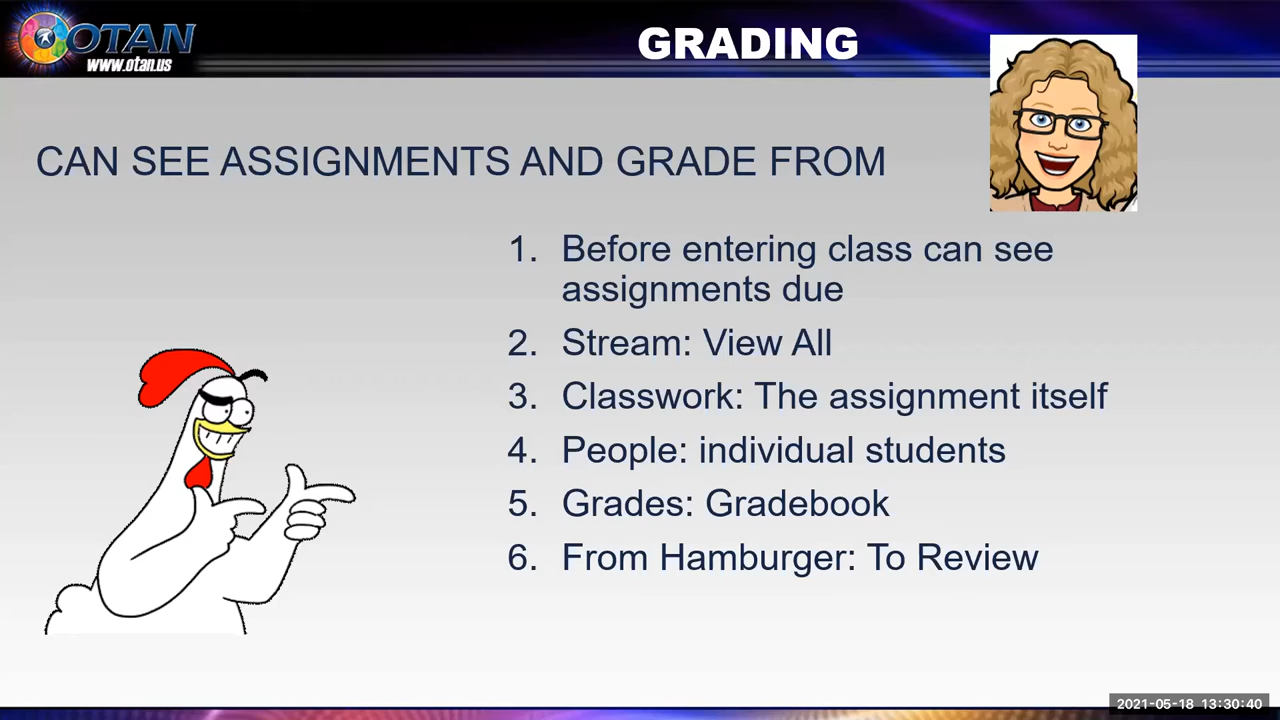 OTAN
www.otan.us
GRADING
CAN SEE ASSIGNMENTS AND GRADE FROM
1. Before entering class can see
assignments due
2. Stream: View All
3. Classwork: The assignment itself
4. People: individual students
5. Grades: Gradebook
6. From Hamburger: To Review
2021-05-18 13:30:40